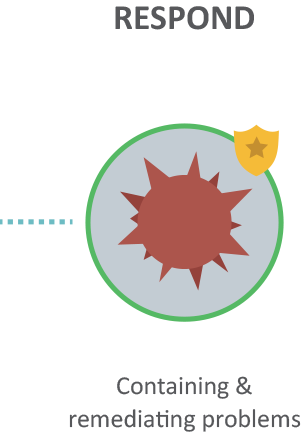 RESPOND
Containing &
remediating problems